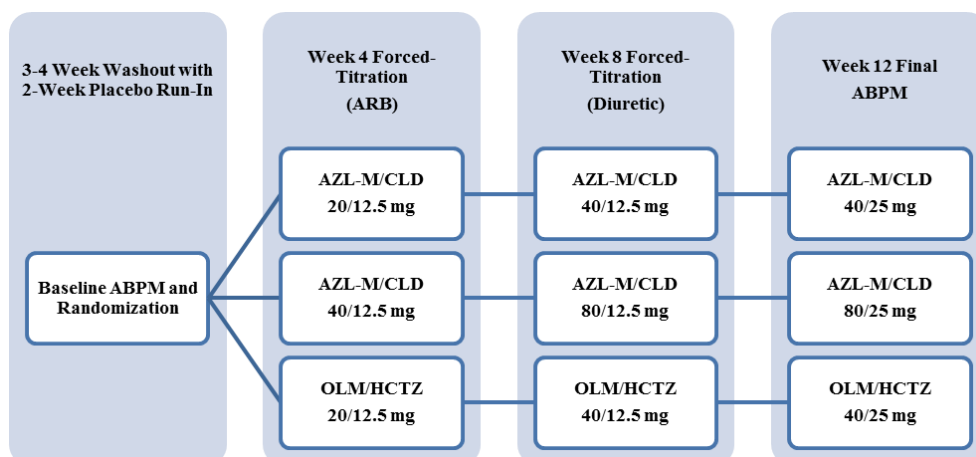 3-4 Week Washout with
2-Week Placebo Run-In
Baseline ABPM and
Randomization
Week 4 Forced-
Titration
(ARB)
AZL-M/CLD
20/12.5 mg
AZL-M/CLD
40/12.5 mg
OLM/HCTZ
20/12.5 mg
Week 8 Forced-
Titration
(Diuretic)
AZL-M/CLD
40/12.5 mg
AZL-M/CLD
80/12.5 mg
OLM/HCTZ
40/12.5 mg
Week 12 Final
ABPM
AZL-M/CLD
40/25 mg
AZL-M/CLD
80/25 mg
OLM/HCTZ
40/25 mg